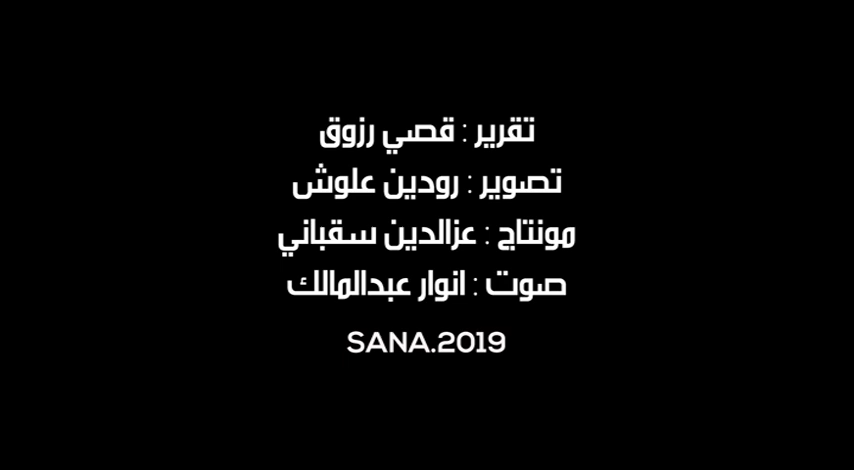 تقرير : قصي رزوق
تصوير : رودين علوش
مونتاج : عزالدين سقباني
صوت : انوار عبدالمالك
SANA.2019